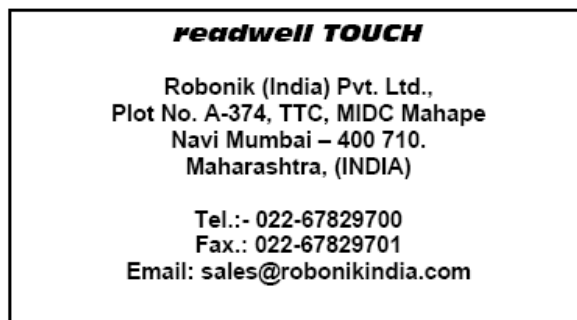 readwell TOUCH
Robonik (India) Pvt. Ltd.,
Plot No. A-374, TTC, MIDC Mahape
Navi Mumbai – 400 710.
Maharashtra, (INDIA)
Tel.:- 022-67829700
Fax.: 022-67829701
Email: sales@robonikindia.com